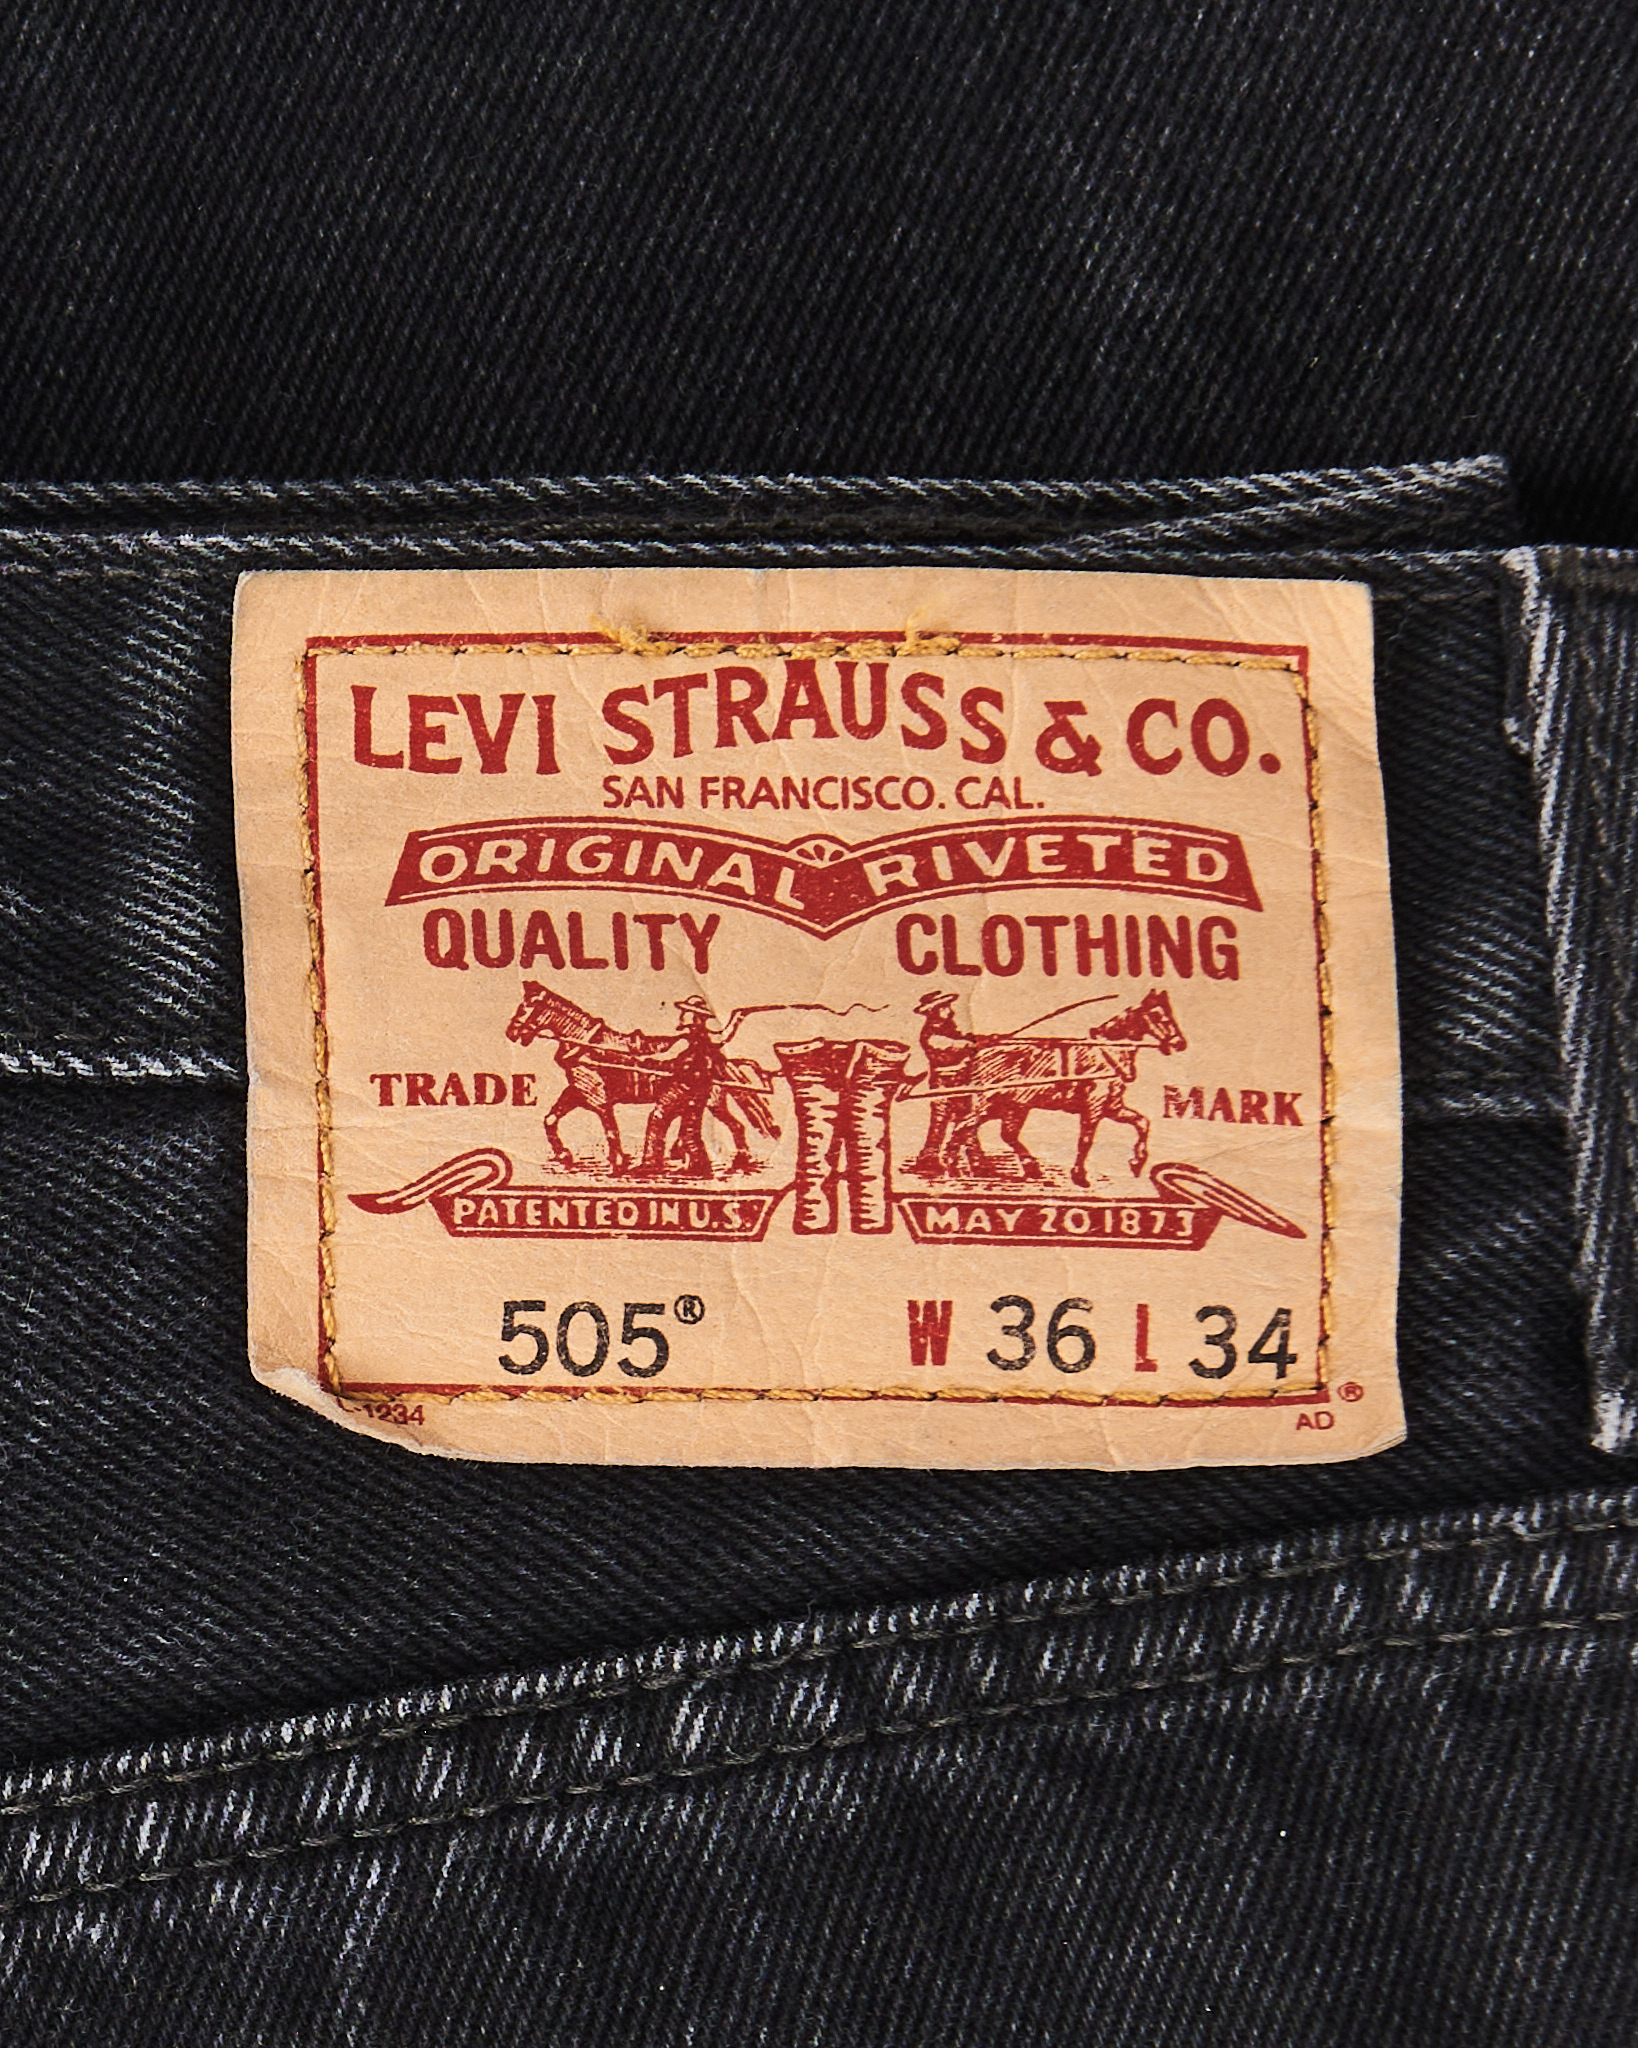 LEVI STRAUSS & CO.
SAN FRANCISCO. CAL.
ORIGINAL RIVETED
QUALITY CLOTHING
TRADE MARK
PATENTED IN U.S. MAY 20 1873
505® W 36 L 34
®
-1234 AD